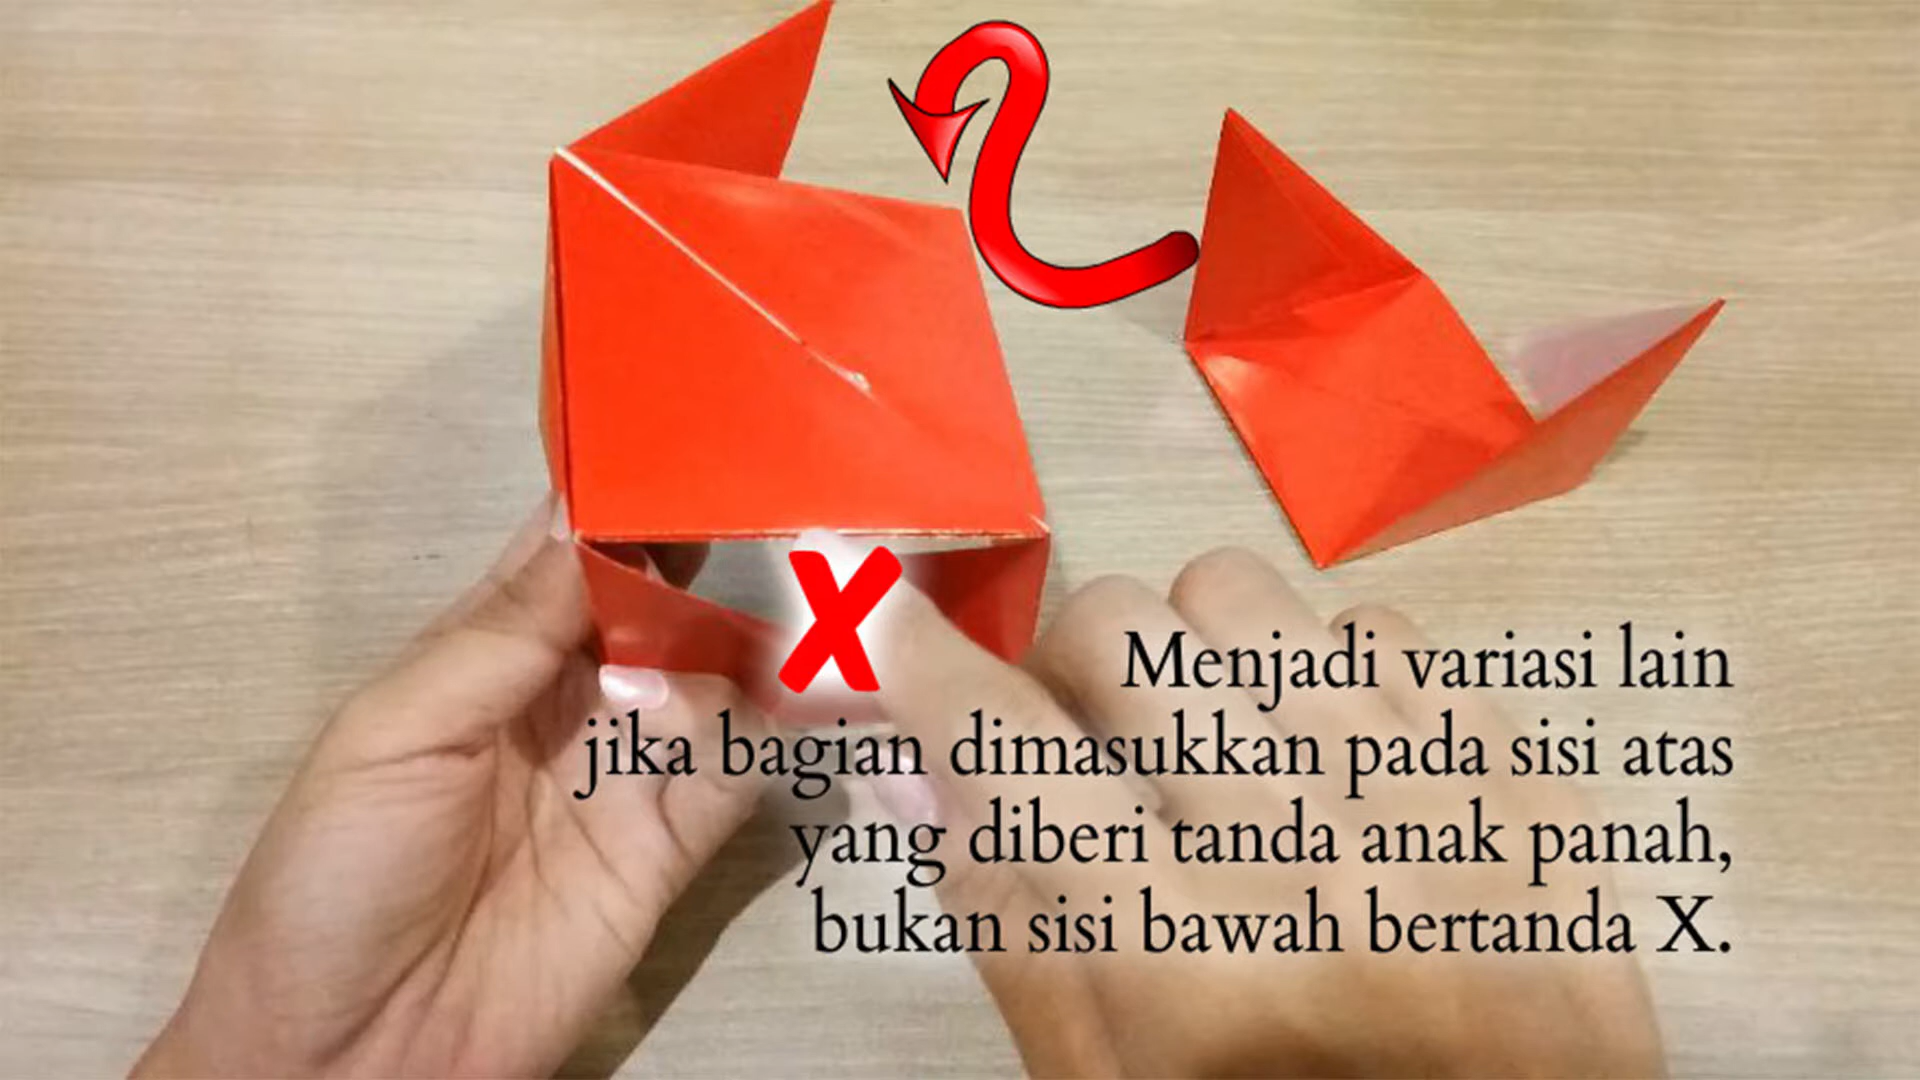 X
Menjadi variasi lain
jika bagian dimasukkan pada sisi atas
yang diberi tanda anak panah,
bukan sisi bawah bertanda X.